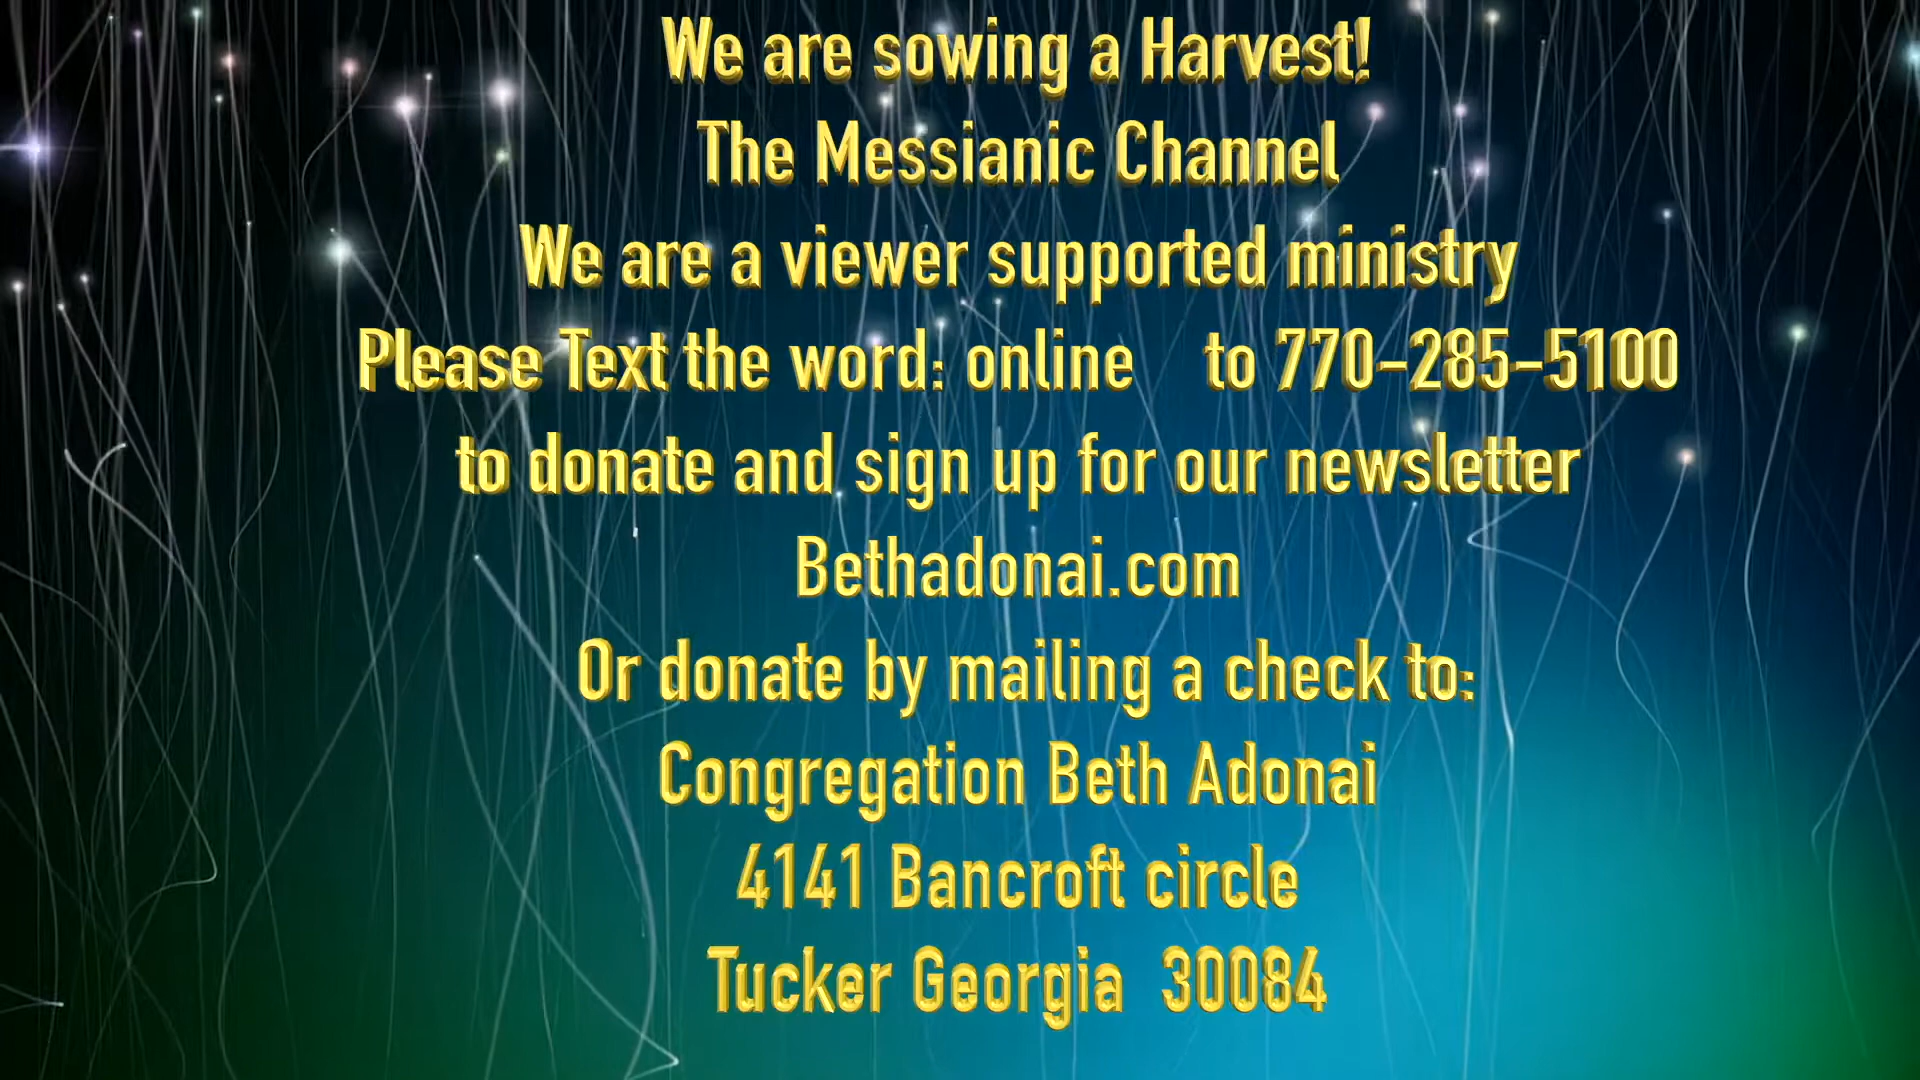 We are sowing a Harvest!
The Messianic Channel
We are a viewer supported ministry
Please Text the word: online to 770-285-5100
to donate and sign up for our newsletter
Bethadonai.com
Or donate by mailing a check to:
Congregation Beth Adonai
4141 Bancroft circle
Tucker Georgia 30084